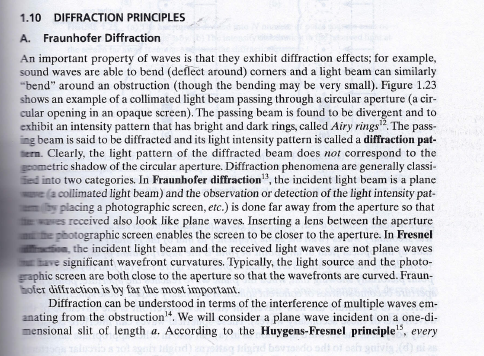 1.10 DIFFRACTION PRINCIPLES
A. Fraunhofer Diffraction
An important property of waves is that they exhibit diffraction effects; for example,
sound waves are able to bend (deflect around) corners and a light beam can similarly
"bend" around an obstruction (though the bending may be very small). Figure 1.23
shows an example of a collimated light beam passing through a circular aperture (a cir-
cular opening in an opaque screen). The passing beam is found to be divergent and to
exhibit an intensity pattern that has bright and dark rings, called Airy rings¹². The pass-
ing beam is said to be diffracted and its light intensity pattern is called a diffraction pat-
tern. Clearly, the light pattern of the diffracted beam does not correspond to the
geometric shadow of the circular aperture. Diffraction phenomena are generally classi-
fied into two categories. In Fraunhofer diffraction¹³, the incident light beam is a plane
wave (a collimated light beam) and the observation or detection of the light intensity pat-
tern (by placing a photographic screen, etc.) is done far away from the aperture so that
the waves received also look like plane waves. Inserting a lens between the aperture
and the photographic screen enables the screen to be closer to the aperture. In Fresnel
diffraction, the incident light beam and the received light waves are not plane waves
but have significant wavefront curvatures. Typically, the light source and the photo-
graphic screen are both close to the aperture so that the wavefronts are curved. Fraun-
hofer diffraction is by far the most important.
Diffraction can be understood in terms of the interference of multiple waves em-
anating from the obstruction¹⁴. We will consider a plane wave incident on a one-di-
mensional slit of length a. According to the Huygens-Fresnel principle¹⁵, every